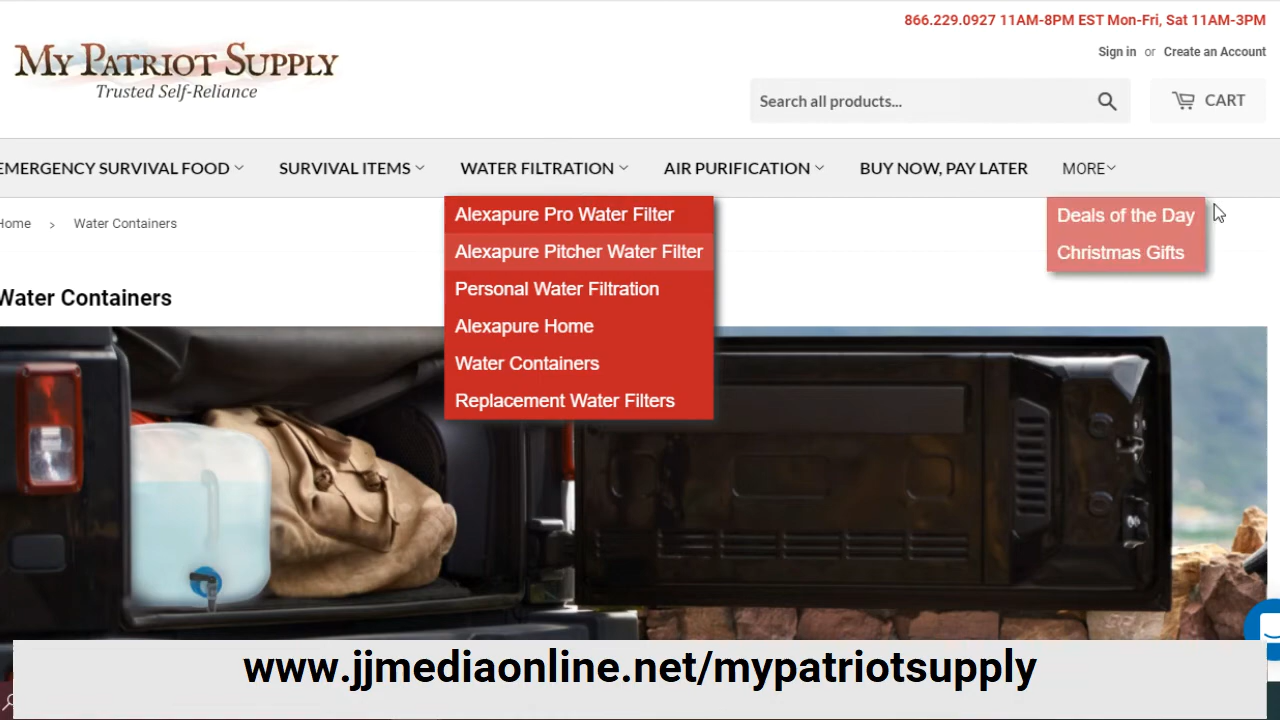 866.229.0927 11AM-8PM EST Mon-Fri, Sat 11AM-3PM
MY PATRIOT SUPPLY
Trusted Self-Reliance
Sign in or Create an Account
Search all products...
CART
EMERGENCY SURVIVAL FOOD SURVIVAL ITEMS WATER FILTRATION AIR PURIFICATION BUY NOW, PAY LATER MORE
Home > Water Containers
Alexapure Pro Water Filter
Alexapure Pitcher Water Filter
Personal Water Filtration
Alexapure Home
Water Containers
Replacement Water Filters
Deals of the Day
Christmas Gifts
Water Containers
www.jjmediaonline.net/mypatriotsupply